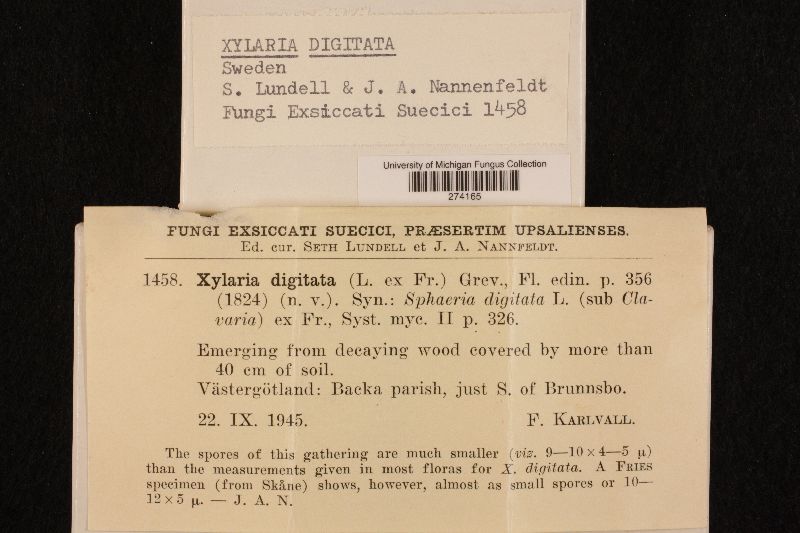 XYLARIA DIGITATA
Sweden
S. Lundell & J. A. Nannenfeldt
Fungi Exsiccati Suecici 1458
University of Michigan Fungus Collection
274165
FUNGI EXSICCATI SUECICI, PRÆSERTIM UPSALIENSES.
Ed. cur. SETH LUNDELL et J. A. NANNFELDT.
1458. Xylaria digitata (L. ex Fr.) Grev., Fl. edin. p. 356
(1824) (n. v.). Syn.: Sphaeria digitata L. (sub Cla-
varia) ex Fr., Syst. myc. II p. 326.
Emerging from decaying wood covered by more than
40 cm of soil.
Västergötland: Backa parish, just S. of Brunnsbo.
22. IX. 1945. F. KARLVALL.
The spores of this gathering are much smaller (viz. 9—10×4—5 μ)
than the measurements given in most floras for X. digitata. A FRIES
specimen (from Skåne) shows, however, almost as small spores or 10—
12×5 μ. — J. A. N.